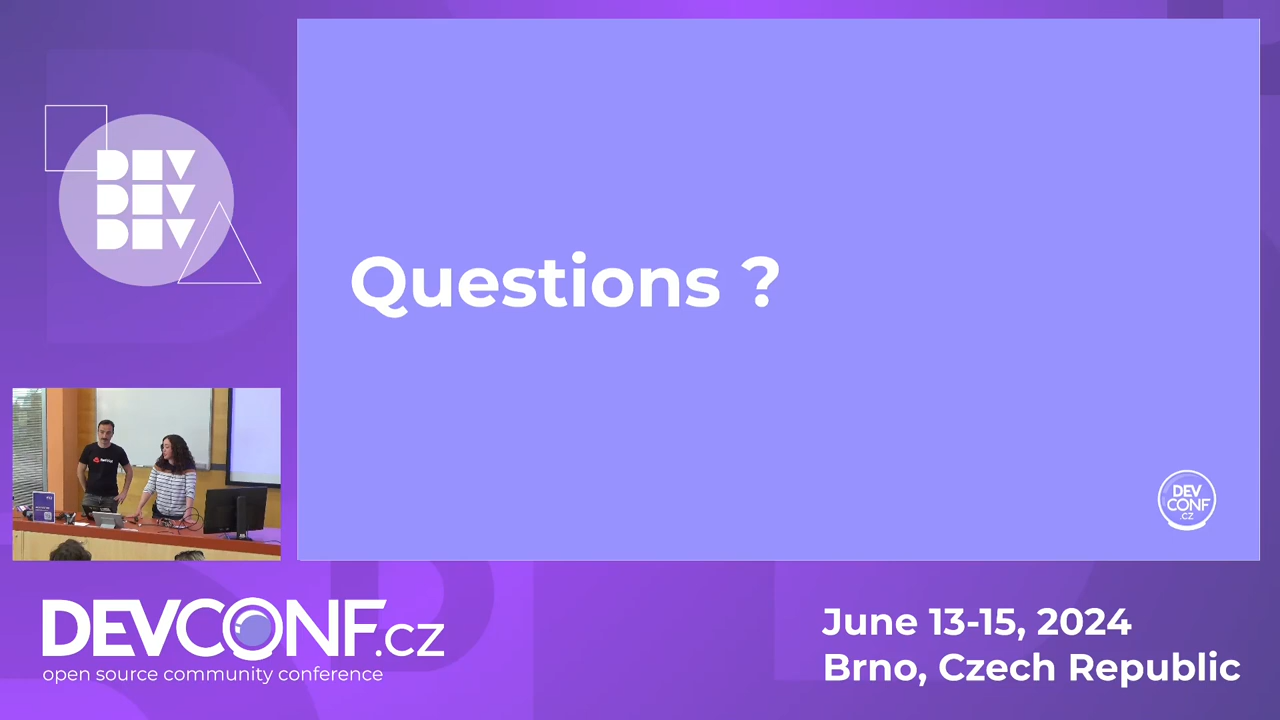 DEV
DEV
DEV
Questions ?
DEV
CONF
.CZ
DEVCONF.cz
open source community conference
June 13-15, 2024
Brno, Czech Republic